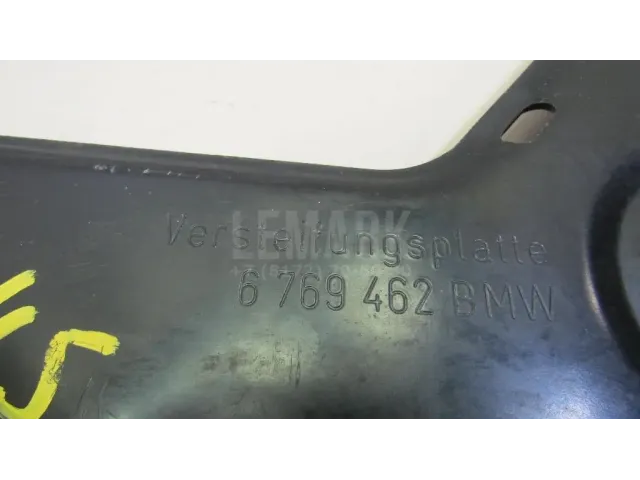 LEMARK
Versteifungsplatte
6 769 462 BMW